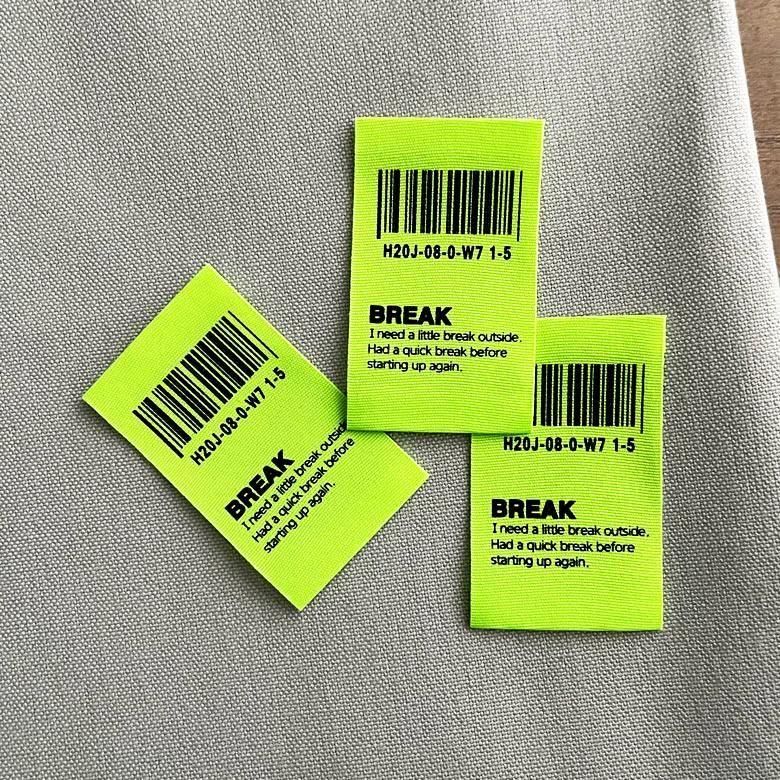 H20J-08-0-W7 1-5
BREAK
I need a little break outside.
Had a quick break before
starting up again.
H20J-08-0-W7 1-5
BREAK
I need a little break outside
Had a quick break before
starting up again.
H20J-08-0-W7 1-5
BREAK
I need a little break outside.
Had a quick break before
starting up again.